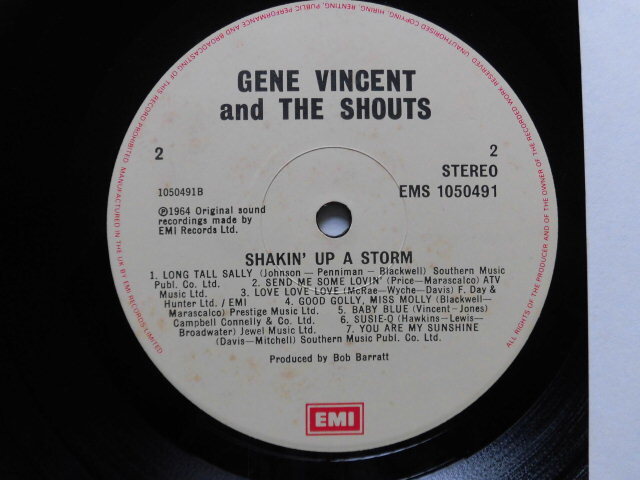 GENE VINCENT
and THE SHOUTS
2
2
STEREO
1050491B
EMS 1050491
℗1964 Original sound
recordings made by
EMI Records Ltd.
SHAKIN' UP A STORM
1. LONG TALL SALLY (Johnson – Penniman – Blackwell) Southern Music
Publ. Co. Ltd. 2. SEND ME SOME LOVIN' (Price–Marascalco) ATV
Music Ltd. 3. LOVE LOVE LOVE (McRae–Wyche–Davis) F. Day &
Hunter Ltd. / EMI 4. GOOD GOLLY, MISS MOLLY (Blackwell–
Marascalco) Prestige Music Ltd. 5. BABY BLUE (Vincent–Jones)
Campbell Connelly & Co. Ltd. 6. SUSIE-Q (Hawkins–Lewis–
Broadwater) Jewel Music Ltd. 7. YOU ARE MY SUNSHINE
(Davis–Mitchell) Southern Music Publ. Co. Ltd.
Produced by Bob Barratt
EMI
ALL RIGHTS OF THE PRODUCER AND OF THE OWNER OF THE RECORDED WORK RESERVED UNAUTHORISED COPYING, HIRING, RENTING, PUBLIC PERFORMANCE AND BROADCASTING OF THIS RECORD PROHIBITED MANUFACTURED IN THE UK BY EMI RECORDS LIMITED